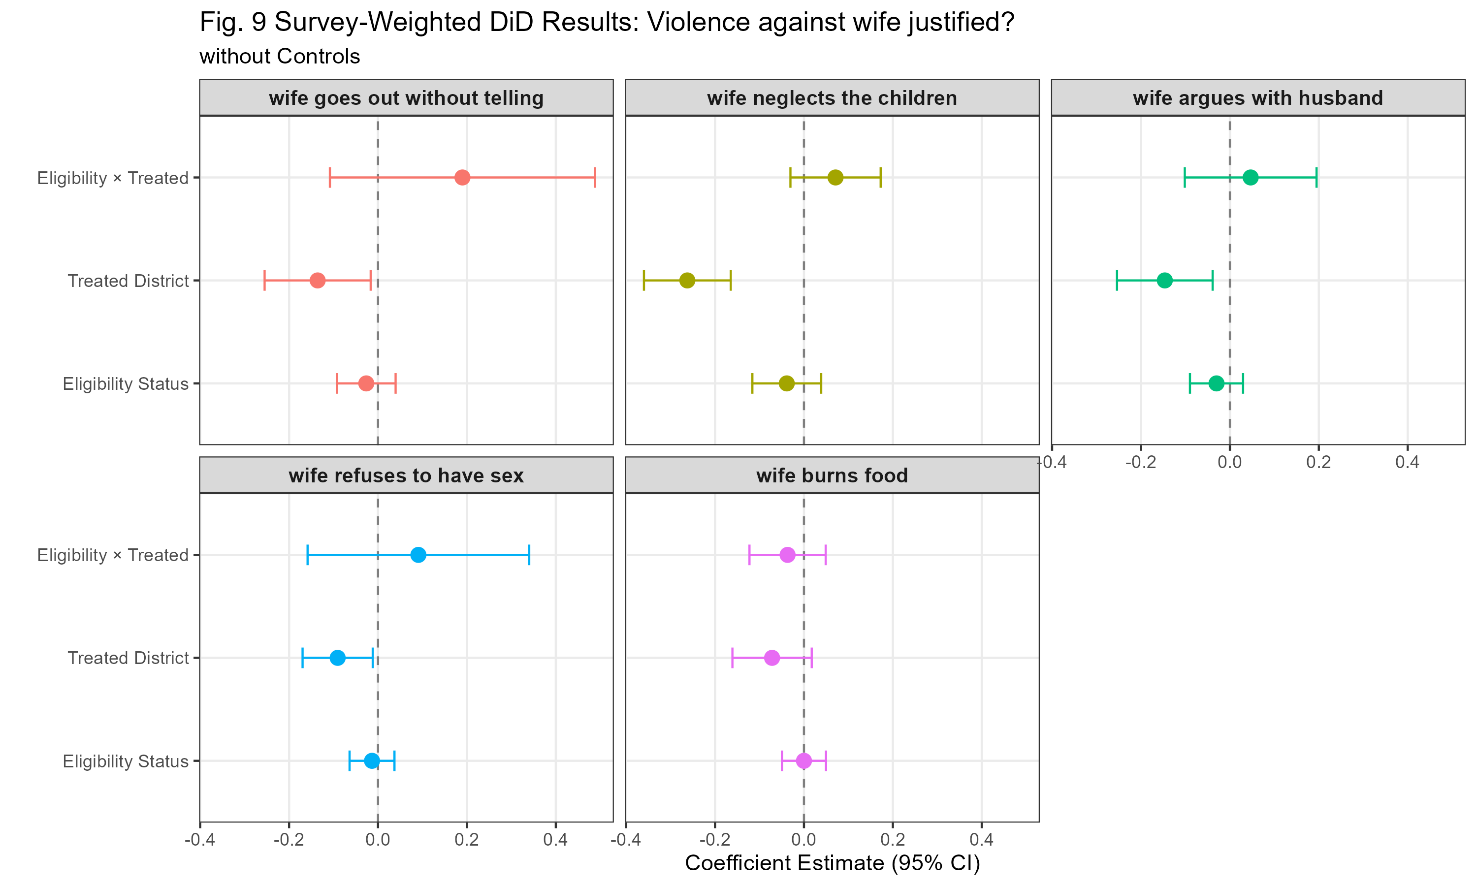 Fig. 9 Survey-Weighted DiD Results: Violence against wife justified?
without Controls
wife goes out without telling
wife neglects the children
wife argues with husband
Eligibility × Treated
Treated District
Eligibility Status
-0.4 -0.2 0.0 0.2 0.4
wife refuses to have sex
wife burns food
Eligibility × Treated
Treated District
Eligibility Status
-0.4 -0.2 0.0 0.2 0.4
-0.4 -0.2 0.0 0.2 0.4
Coefficient Estimate (95% CI)